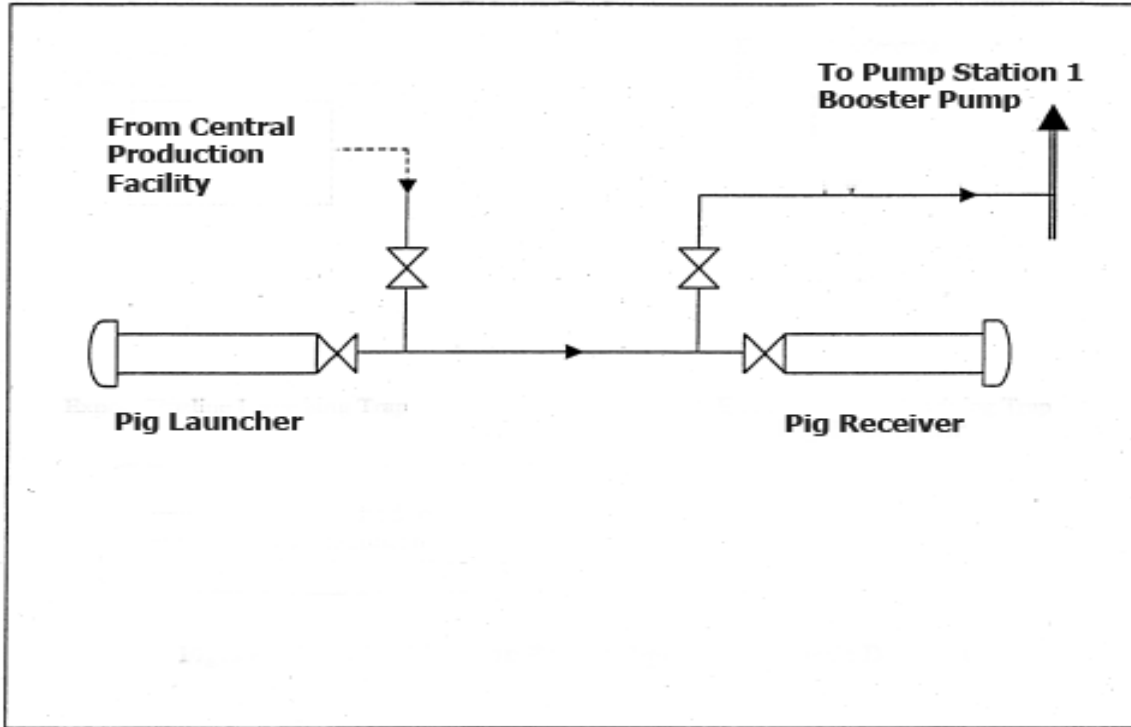 To Pump Station 1
Booster Pump
From Central
Production
Facility
Pig Launcher
Pig Receiver